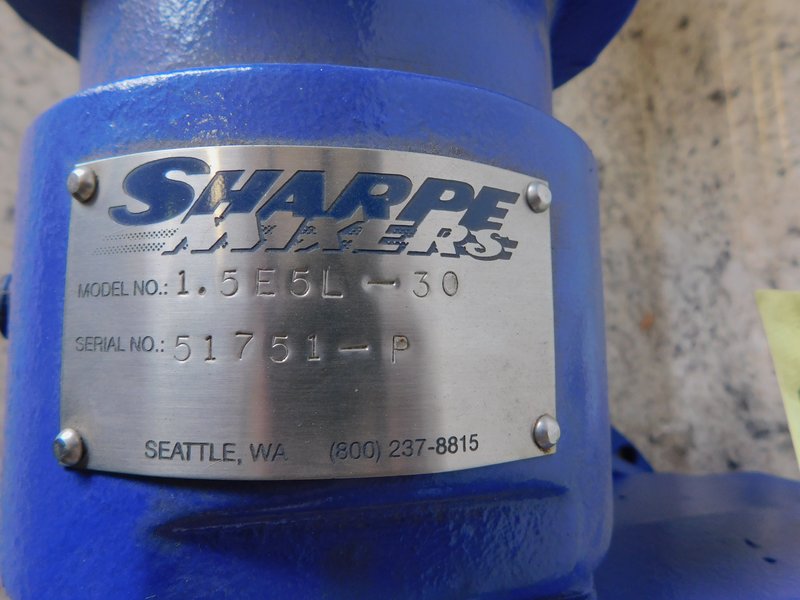 SHARPE
MIXERS
MODEL NO.: 1.5E5L-30
SERIAL NO.: 51751-P
SEATTLE, WA (800) 237-8815